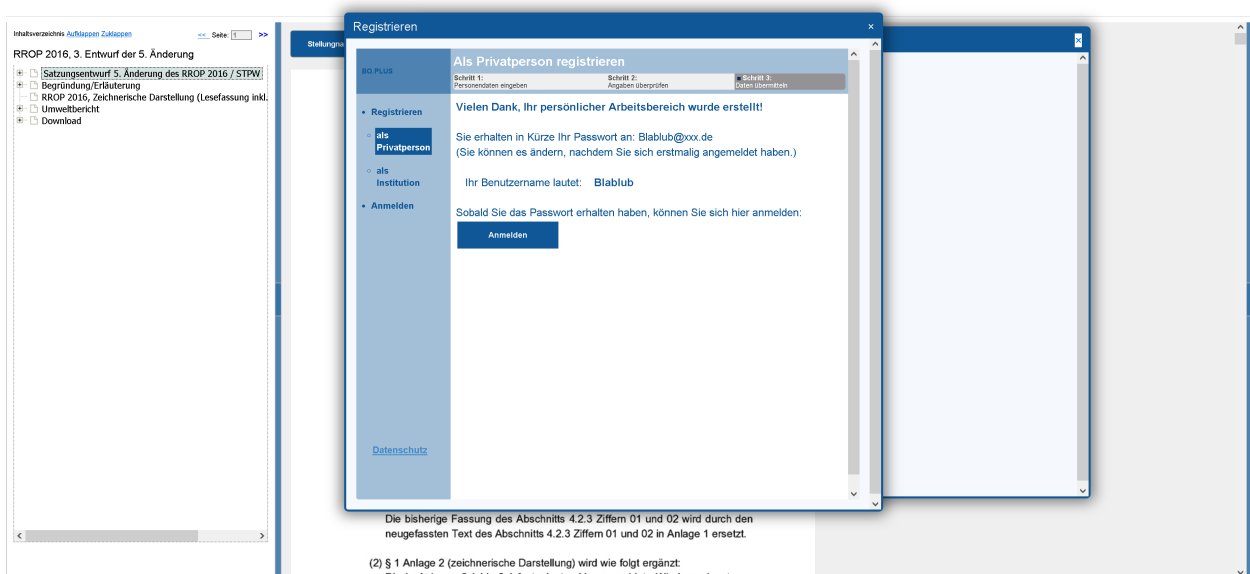 Inhaltsverzeichnis Aufklappen Zuklappen
<< Seite: 1 >>
RROP 2016, 3. Entwurf der 5. Änderung
Satzungsentwurf 5. Änderung des RROP 2016 / STPW
Begründung/Erläuterung
RROP 2016, Zeichnerische Darstellung (Lesefassung inkl.
Umweltbericht
Download
Stellungna
Registrieren
×
BO.PLUS
Als Privatperson registrieren
Schritt 1:
Personendaten eingeben
Schritt 2:
Angaben überprüfen
Schritt 3:
Daten übermitteln
Registrieren
als
Privatperson
als
Institution
Anmelden
Datenschutz
Vielen Dank, Ihr persönlicher Arbeitsbereich wurde erstellt!
Sie erhalten in Kürze Ihr Passwort an: Blablub@xxx.de
(Sie können es ändern, nachdem Sie sich erstmalig angemeldet haben.)
Ihr Benutzername lautet: Blablub
Sobald Sie das Passwort erhalten haben, können Sie sich hier anmelden:
Anmelden
Die bisherige Fassung des Abschnitts 4.2.3 Ziffern 01 und 02 wird durch den
neugefassten Text des Abschnitts 4.2.3 Ziffern 01 und 02 in Anlage 1 ersetzt.
(2) § 1 Anlage 2 (zeichnerische Darstellung) wird wie folgt ergänzt: